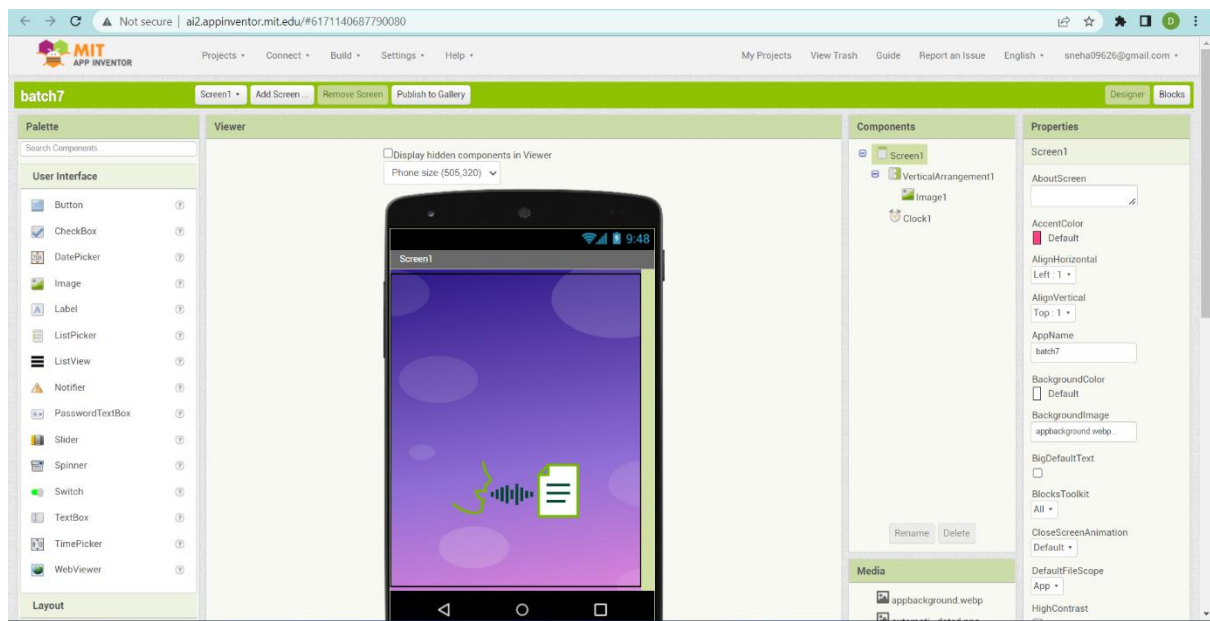 Not secure | ai2.appinventor.mit.edu/#6171140687790080
D
MIT
APP INVENTOR
Projects Connect Build Settings Help
My Projects View Trash Guide Report an Issue English sneha09626@gmail.com
batch7
Screen1 Add Screen ... Remove Screen Publish to Gallery
Designer Blocks
Palette
Search Components...
User Interface
Button
CheckBox
DatePicker
Image
Label
ListPicker
ListView
Notifier
PasswordTextBox
Slider
Spinner
Switch
TextBox
TimePicker
WebViewer
Layout
Viewer
Display hidden components in Viewer
Phone size (505,320)
9:48
Screen1
Components
Screen1
VerticalArrangement1
Image1
Clock1
Rename Delete
Media
appbackground.webp
Properties
Screen1
AboutScreen
AccentColor
Default
AlignHorizontal
Left : 1
AlignVertical
Top : 1
AppName
batch7
BackgroundColor
Default
BackgroundImage
appbackground.webp...
BigDefaultText
BlocksToolkit
All
CloseScreenAnimation
Default
DefaultFileScope
App
HighContrast